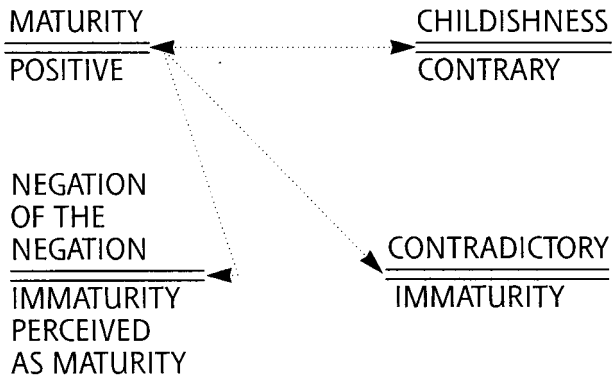 MATURITY
POSITIVE
CHILDISHNESS
CONTRARY
NEGATION
OF THE
NEGATION
IMMATURITY
PERCEIVED
AS MATURITY
CONTRADICTORY
IMMATURITY